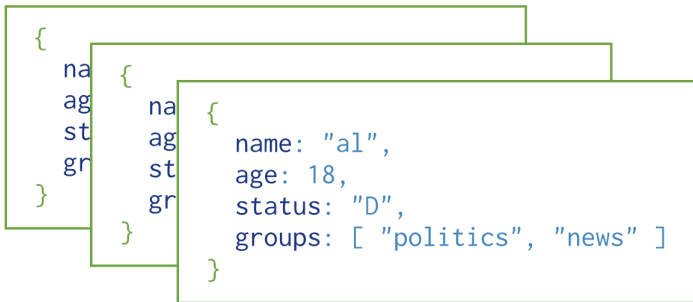 {
na
ag
st
gr
}
{
na
ag
st
gr
}
{
name: "al",
age: 18,
status: "D",
groups: [ "politics", "news" ]
}